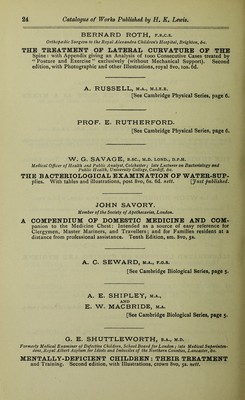 24 Catalogue of Works Published by H. K. Lewis.
BERNARD ROTH, F.R.C.S.
Orthopædic Surgeon to the Royal Alexandra Children's Hospital, Brighton, &c.
THE TREATMENT OF LATERAL CURVATURE OF THE
Spine: with Appendix giving an Analysis of 1000 Consecutive Cases treated by
"Posture and Exercise" exclusively (without Mechanical Support). Second
edition, with Photographic and other Illustrations, royal 8vo, 10s. 6d.
A. RUSSELL, M.A., M.I.E.E.
[See Cambridge Physical Series, page 6.
PROF. E. RUTHERFORD.
[See Cambridge Physical Series, page 6.
W. G. SAVAGE, B.SC., M.D. LOND., D.P.H.
Medical Officer of Health and Public Analyst, Colchester; late Lecturer on Bacteriology and
Public Health, University College, Cardiff, &c.
THE BACTERIOLOGICAL EXAMINATION OF WATER-SUP-
plies. With tables and illustrations, post 8vo, 6s. 6d. nett. [Just published.
JOHN SAVORY.
Member of the Society of Apothecaries, London.
A COMPENDIUM OF DOMESTIC MEDICINE AND COM-
panion to the Medicine Chest: Intended as a source of easy reference for
Clergymen, Master Mariners, and Travellers; and for Families resident at a
distance from professional assistance. Tenth Edition, sm. 8vo, 5s.
A. C. SEWARD, M.A., F.G.S.
[See Cambridge Biological Series, page 5.
A. E. SHIPLEY, M.A.,
AND
E. W. MACBRIDE, M.A.
[See Cambridge Biological Series, page 5.
G. E. SHUTTLEWORTH, B.A., M.D.
Formerly Medical Examiner of Defective Children, School Board for London; late Medical Superinten-
dent, Royal Albert Asylum for Idiots and Imbeciles of the Northern Counties, Lancaster, &c.
MENTALLY-DEFICIENT CHILDREN; THEIR TREATMENT
and Training. Second edition, with Illustrations, crown 8vo, 5s. nett.